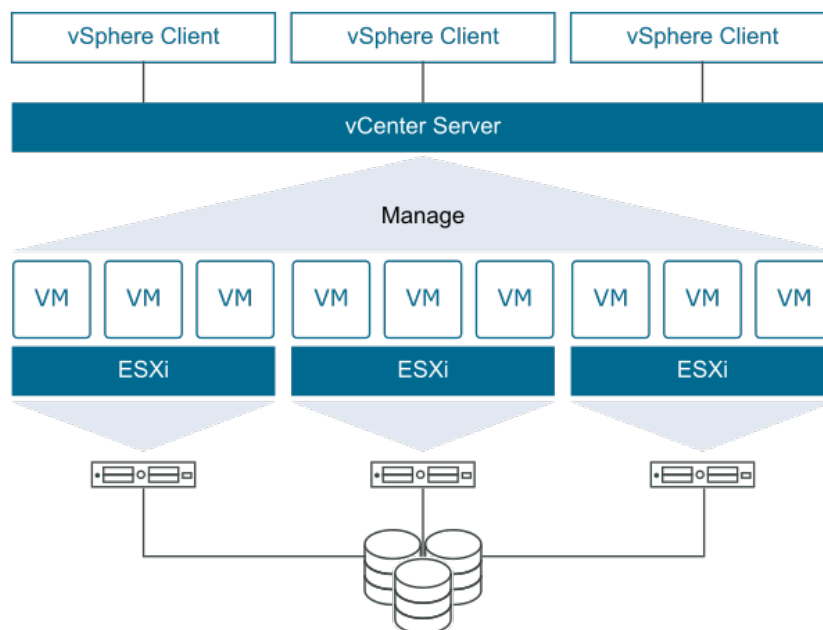 vSphere Client
vSphere Client
vSphere Client
vCenter Server
Manage
VM
VM
VM
VM
VM
VM
VM
VM
VM
ESXi
ESXi
ESXi